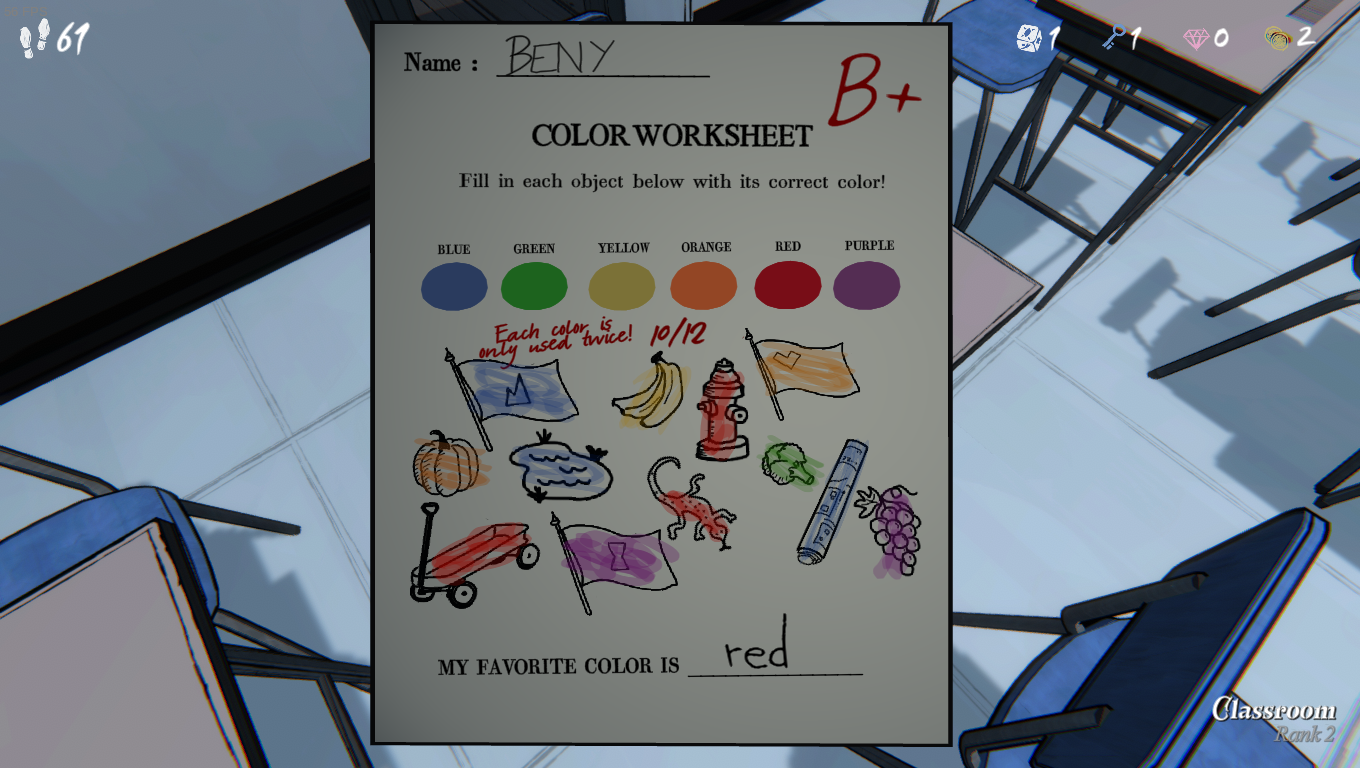 61
1 1 0 2
Name : BENY
B+
COLOR WORKSHEET
Fill in each object below with its correct color!
BLUE GREEN YELLOW ORANGE RED PURPLE
Each color is
only used twice! 10/12
MY FAVORITE COLOR IS red
Classroom
Rank 2